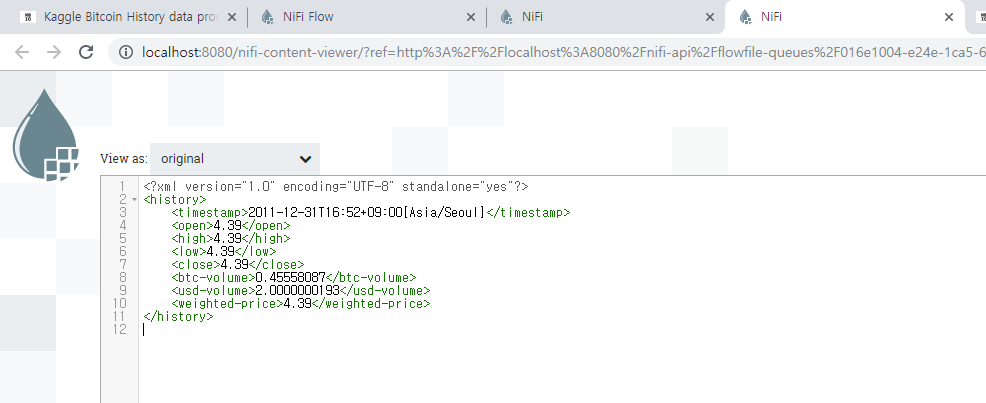 Kaggle Bitcoin History data pro
NiFi Flow
NiFi
NiFi
localhost:8080/nifi-content-viewer/?ref=http%3A%2F%2Flocalhost%3A8080%2Fnifi-api%2Fflowfile-queues%2F016e1004-e24e-1ca5-6
View as: original
1 <?xml version="1.0" encoding="UTF-8" standalone="yes"?>
2 <history>
3 <timestamp>2011-12-31T16:52+09:00[Asia/Seoul]</timestamp>
4 <open>4.39</open>
5 <high>4.39</high>
6 <low>4.39</low>
7 <close>4.39</close>
8 <btc-volume>0.45558087</btc-volume>
9 <usd-volume>2.0000000193</usd-volume>
10 <weighted-price>4.39</weighted-price>
11 </history>
12